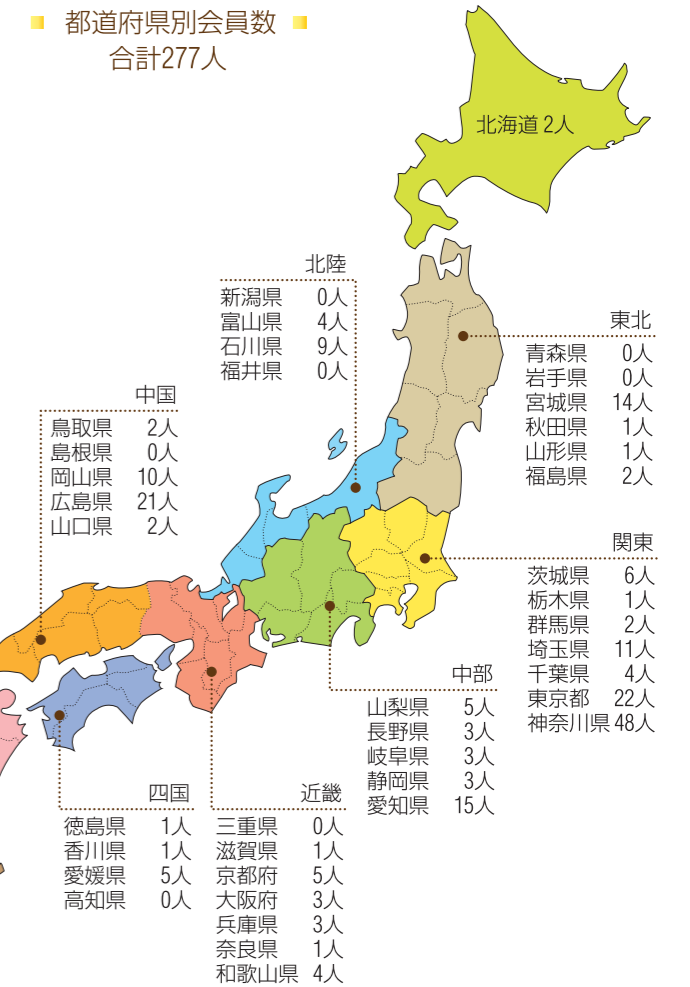 都道府県別会員数
合計277人
北海道 2人
北陸
新潟県 0人
富山県 4人
石川県 9人
福井県 0人
東北
青森県 0人
岩手県 0人
宮城県 14人
秋田県 1人
山形県 1人
福島県 2人
中国
鳥取県 2人
島根県 0人
岡山県 10人
広島県 21人
山口県 2人
関東
茨城県 6人
栃木県 1人
群馬県 2人
埼玉県 11人
千葉県 4人
東京都 22人
神奈川県 48人
中部
山梨県 5人
長野県 3人
岐阜県 3人
静岡県 3人
愛知県 15人
四国
徳島県 1人
香川県 1人
愛媛県 5人
高知県 0人
近畿
三重県 0人
滋賀県 1人
京都府 5人
大阪府 3人
兵庫県 3人
奈良県 1人
和歌山県 4人